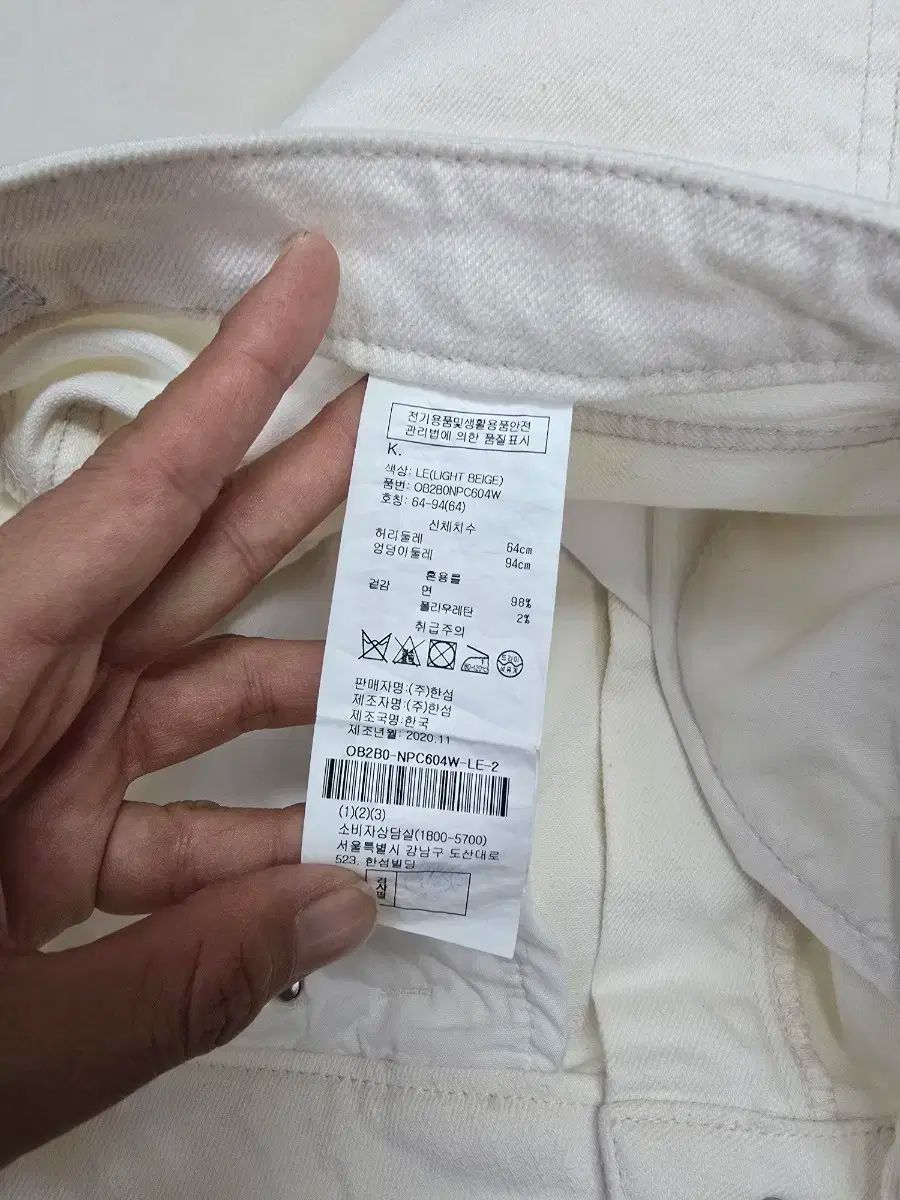 전기용품및생활용품안전
관리법에 의한 품질표시
K.
색상: LE(LIGHT BEIGE)
품번: OB2B0NPC604W
호칭: 64-94(64)
신체치수
허리둘레 64cm
엉덩이둘레 94cm
혼용률
겉감 면 98%
폴리우레탄 2%
취급주의
80-120℃
드라이
판매자명:(주)한섬
제조자명:(주)한섬
제조국명:한국
제조년월: 2020.11
OB2B0-NPC604W-LE-2
(1)(2)(3)
소비자상담실(1800-5700)
서울특별시 강남구 도산대로
523, 한섬빌딩